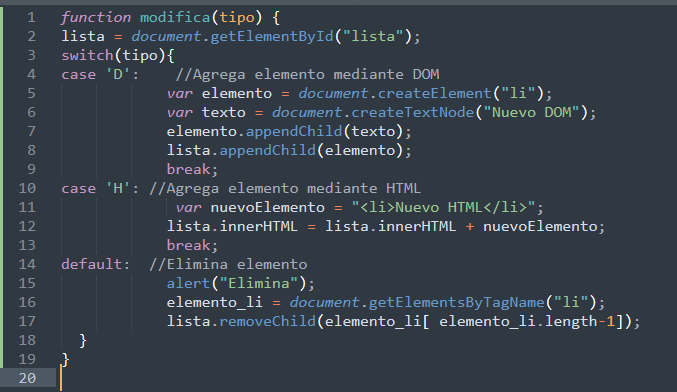 1 function modifica(tipo) {
2 lista = document.getElementById("lista");
3 switch(tipo){
4 case 'D':    //Agrega elemento mediante DOM
5             var elemento = document.createElement("li");
6             var texto = document.createTextNode("Nuevo DOM");
7             elemento.appendChild(texto);
8             lista.appendChild(elemento);
9             break;
10 case 'H': //Agrega elemento mediante HTML
11              var nuevoElemento = "<li>Nuevo HTML</li>";
12             lista.innerHTML = lista.innerHTML + nuevoElemento;
13             break;
14 default:  //Elimina elemento
15             alert("Elimina");
16             elemento_li = document.getElementsByTagName("li");
17             lista.removeChild(elemento_li[ elemento_li.length-1]);
18   }
19 }
20